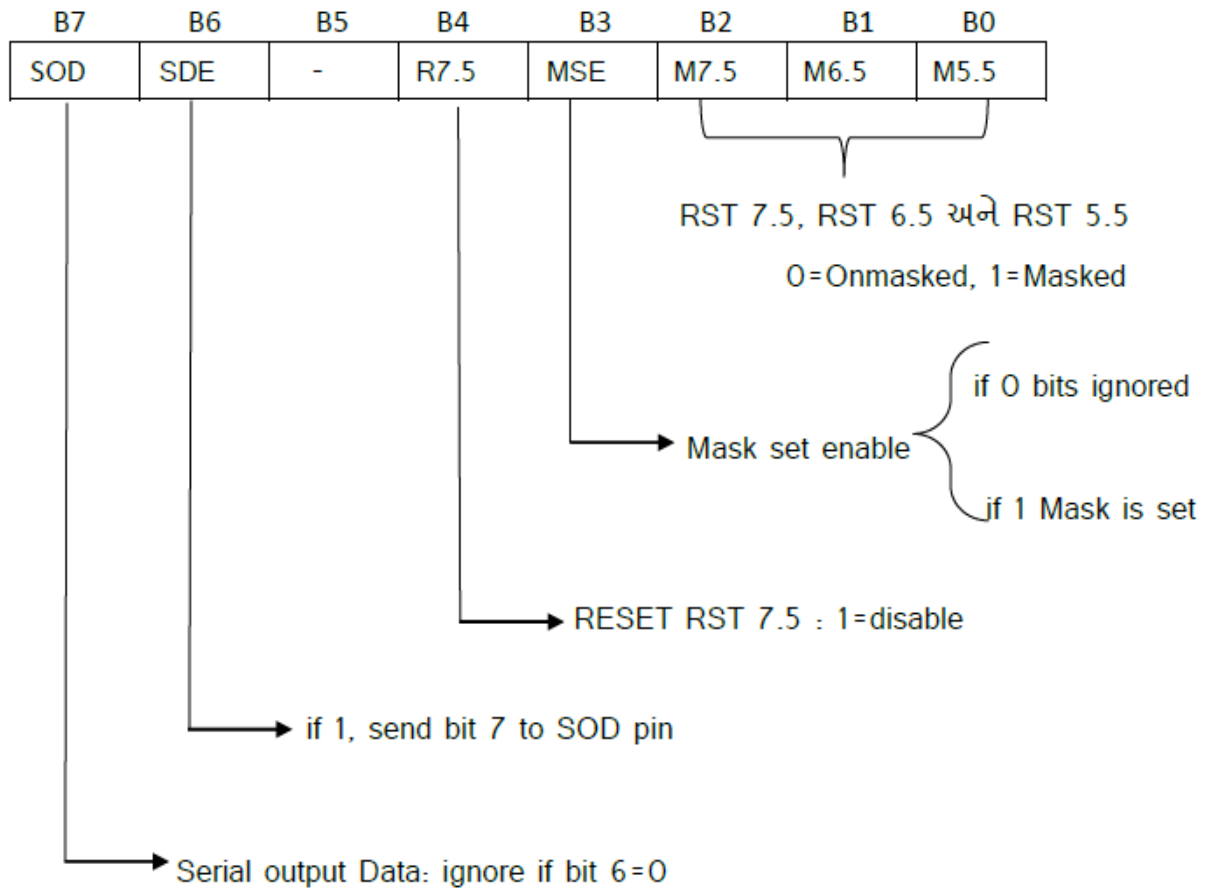 B7 B6 B5 B4 B3 B2 B1 B0
SOD SDE - R7.5 MSE M7.5 M6.5 M5.5
RST 7.5, RST 6.5 અને RST 5.5
0=Onmasked, 1=Masked
if 0 bits ignored
Mask set enable
if 1 Mask is set
RESET RST 7.5 : 1=disable
if 1, send bit 7 to SOD pin
Serial output Data: ignore if bit 6=0